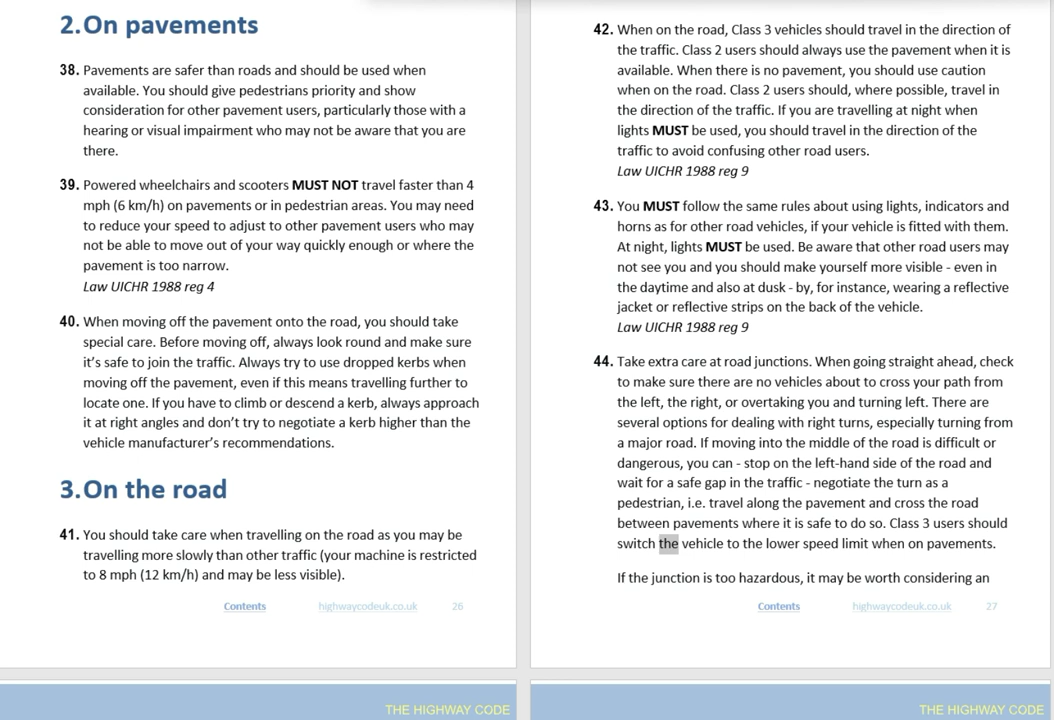 2.On pavements
38. Pavements are safer than roads and should be used when
available. You should give pedestrians priority and show
consideration for other pavement users, particularly those with a
hearing or visual impairment who may not be aware that you are
there.
39. Powered wheelchairs and scooters MUST NOT travel faster than 4
mph (6 km/h) on pavements or in pedestrian areas. You may need
to reduce your speed to adjust to other pavement users who may
not be able to move out of your way quickly enough or where the
pavement is too narrow.
Law UICHR 1988 reg 4
40. When moving off the pavement onto the road, you should take
special care. Before moving off, always look round and make sure
it's safe to join the traffic. Always try to use dropped kerbs when
moving off the pavement, even if this means travelling further to
locate one. If you have to climb or descend a kerb, always approach
it at right angles and don't try to negotiate a kerb higher than the
vehicle manufacturer's recommendations.
3.On the road
41. You should take care when travelling on the road as you may be
travelling more slowly than other traffic (your machine is restricted
to 8 mph (12 km/h) and may be less visible).
Contents highwaycodeuk.co.uk 26
THE HIGHWAY CODE
42. When on the road, Class 3 vehicles should travel in the direction of
the traffic. Class 2 users should always use the pavement when it is
available. When there is no pavement, you should use caution
when on the road. Class 2 users should, where possible, travel in
the direction of the traffic. If you are travelling at night when
lights MUST be used, you should travel in the direction of the
traffic to avoid confusing other road users.
Law UICHR 1988 reg 9
43. You MUST follow the same rules about using lights, indicators and
horns as for other road vehicles, if your vehicle is fitted with them.
At night, lights MUST be used. Be aware that other road users may
not see you and you should make yourself more visible - even in
the daytime and also at dusk - by, for instance, wearing a reflective
jacket or reflective strips on the back of the vehicle.
Law UICHR 1988 reg 9
44. Take extra care at road junctions. When going straight ahead, check
to make sure there are no vehicles about to cross your path from
the left, the right, or overtaking you and turning left. There are
several options for dealing with right turns, especially turning from
a major road. If moving into the middle of the road is difficult or
dangerous, you can - stop on the left-hand side of the road and
wait for a safe gap in the traffic - negotiate the turn as a
pedestrian, i.e. travel along the pavement and cross the road
between pavements where it is safe to do so. Class 3 users should
switch the vehicle to the lower speed limit when on pavements.
If the junction is too hazardous, it may be worth considering an
Contents highwaycodeuk.co.uk 27
THE HIGHWAY CODE